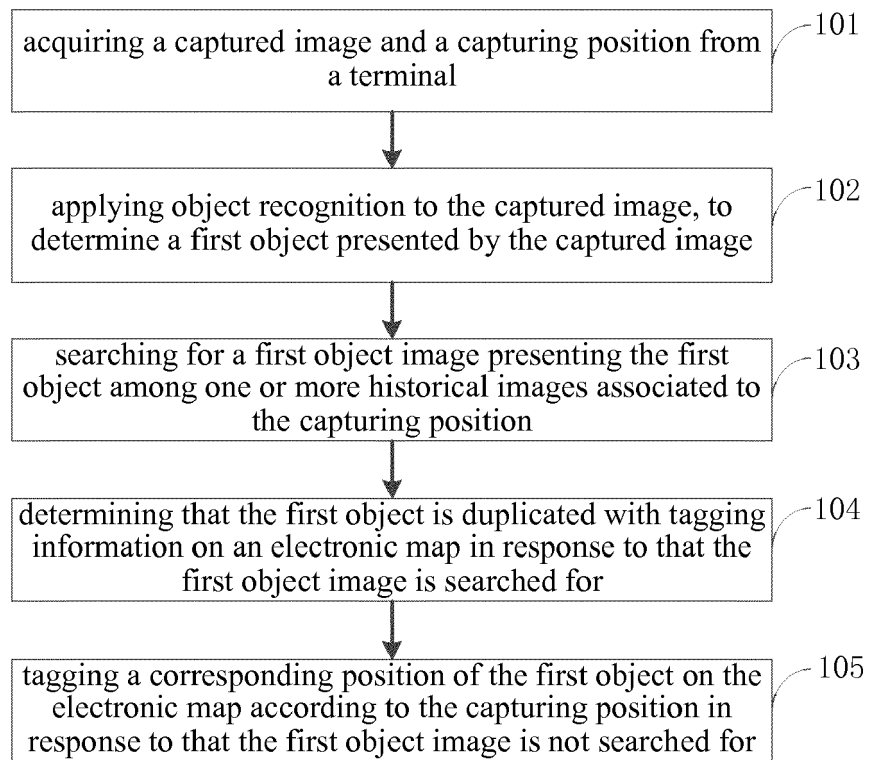 acquiring a captured image and a capturing position from
a terminal
101
applying object recognition to the captured image, to
determine a first object presented by the captured image
102
searching for a first object image presenting the first
object among one or more historical images associated to
the capturing position
103
determining that the first object is duplicated with tagging
information on an electronic map in response to that the
first object image is searched for
104
tagging a corresponding position of the first object on the
electronic map according to the capturing position in
response to that the first object image is not searched for
105